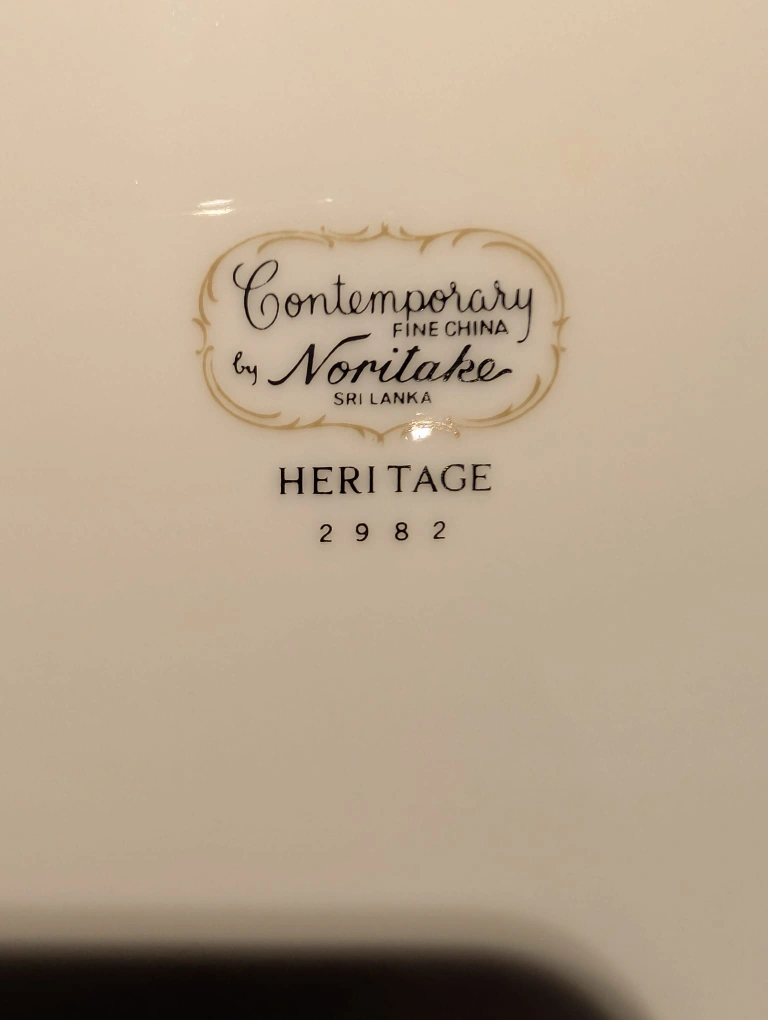 Contemporary
FINE CHINA
by Noritake
SRI LANKA
HERITAGE
2982